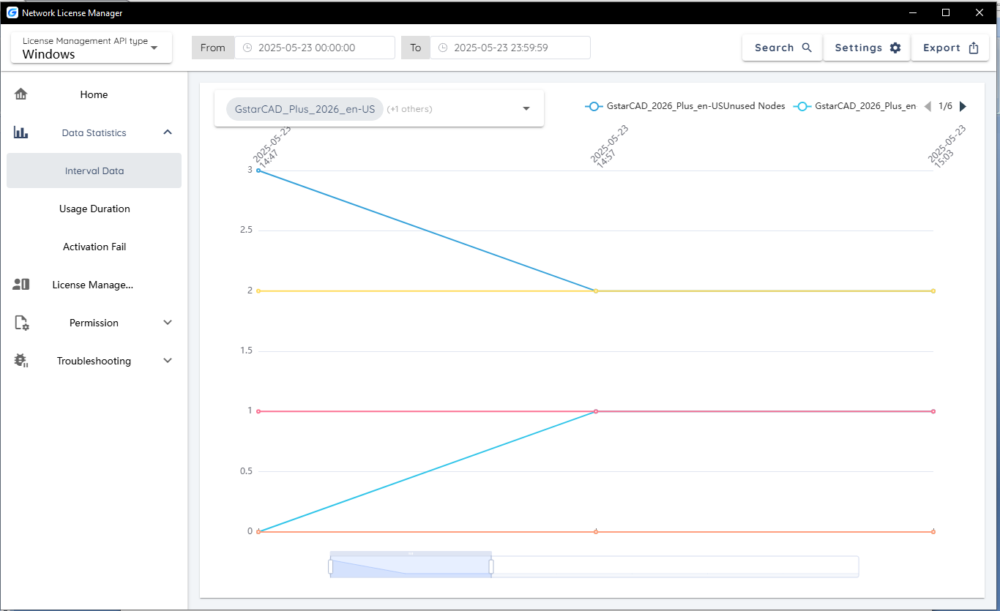 Network License Manager
License Management API type
Windows
From
2025-05-23 00:00:00
To
2025-05-23 23:59:59
Search
Settings
Export
Home
Data Statistics
Interval Data
Usage Duration
Activation Fail
License Manage...
Permission
Troubleshooting
GstarCAD_Plus_2026_en-US (+1 others)
GstarCAD_2026_Plus_en-USUnused Nodes
GstarCAD_2026_Plus_en
1/6
2025-05-23
14:47
2025-05-23
14:57
2025-05-23
15:03
3
2.5
2
1.5
1
0.5
0